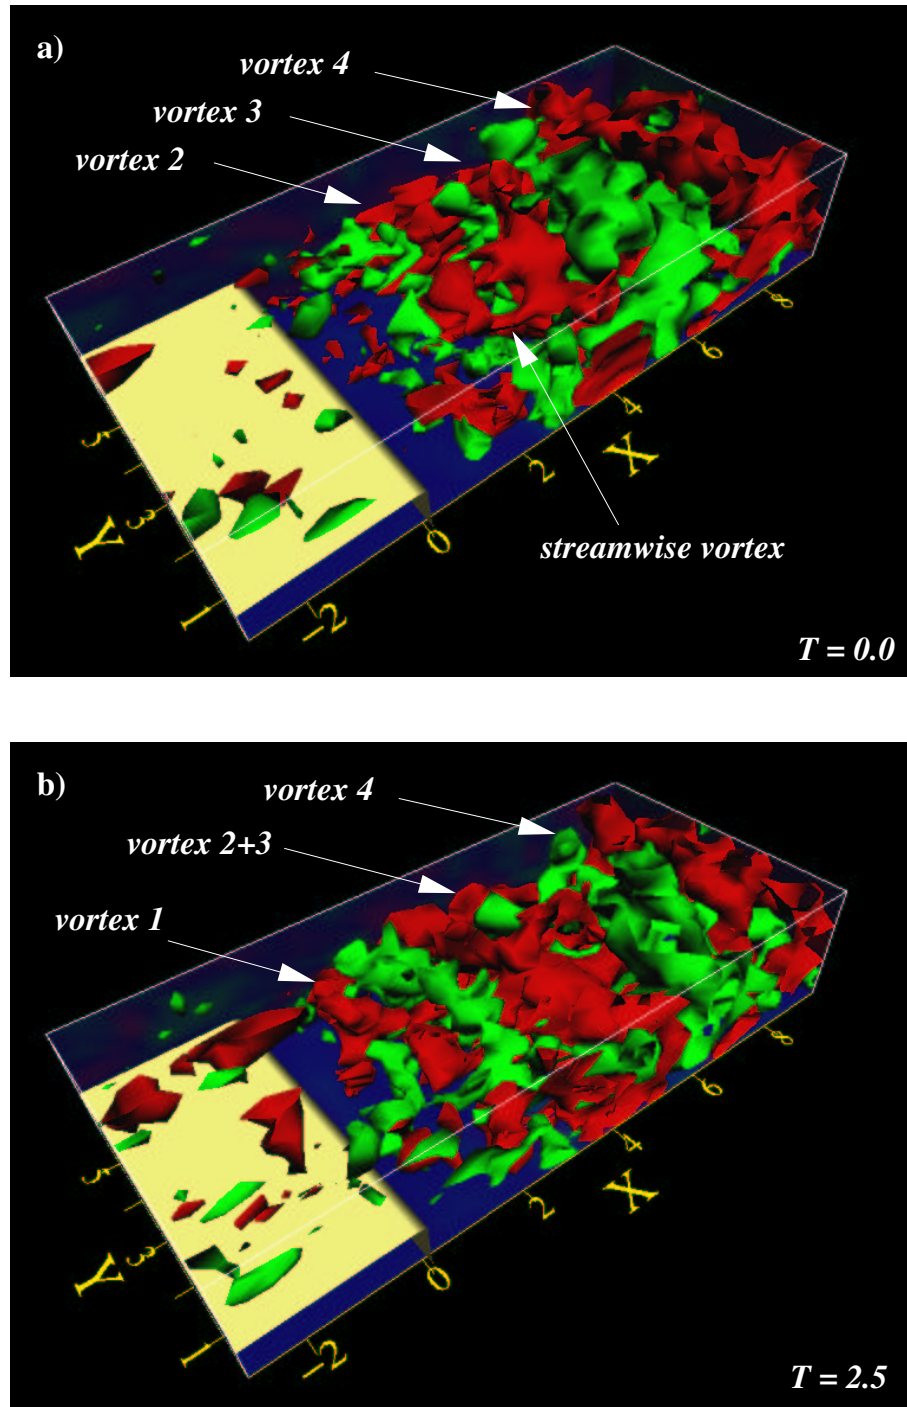 a)
vortex 4
vortex 3
vortex 2
8
6
5
4
X
2
3
Y
0
streamwise vortex
1
-2
T = 0.0
b)
vortex 4
vortex 2+3
vortex 1
8
6
5
4
X
2
3
Y
0
1
-2
T = 2.5